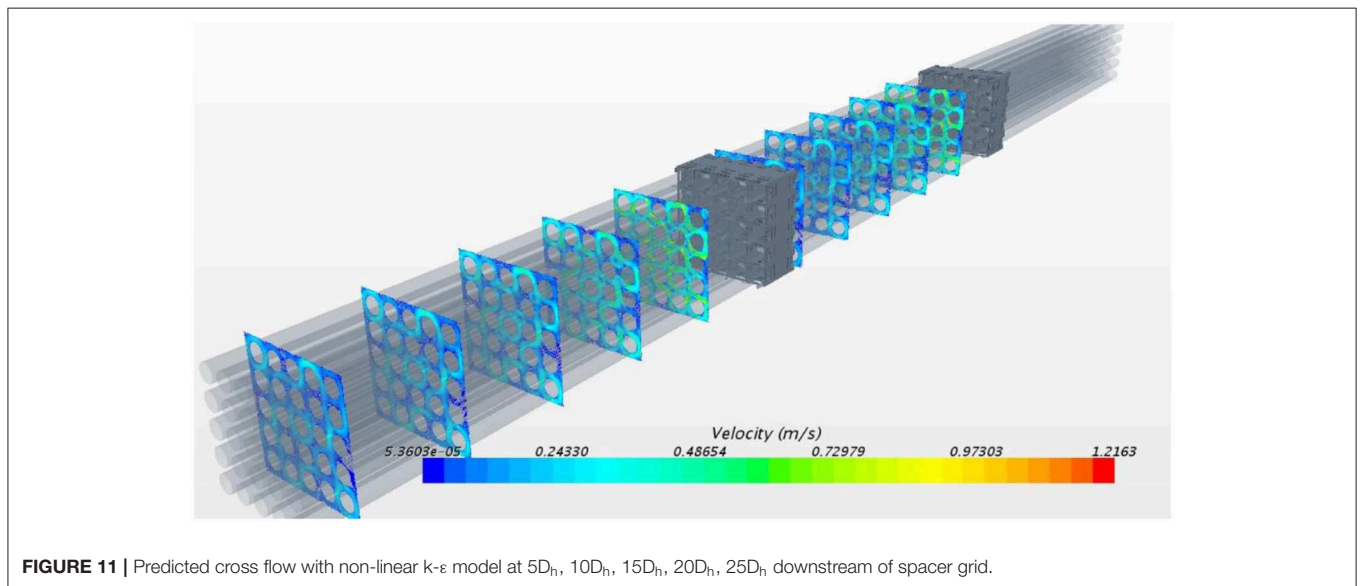 Velocity (m/s)
5.3603e-05 0.24330 0.48654 0.72979 0.97303 1.2163
FIGURE 11 | Predicted cross flow with non-linear k-ε model at 5Dh, 10Dh, 15Dh, 20Dh, 25Dh downstream of spacer grid.